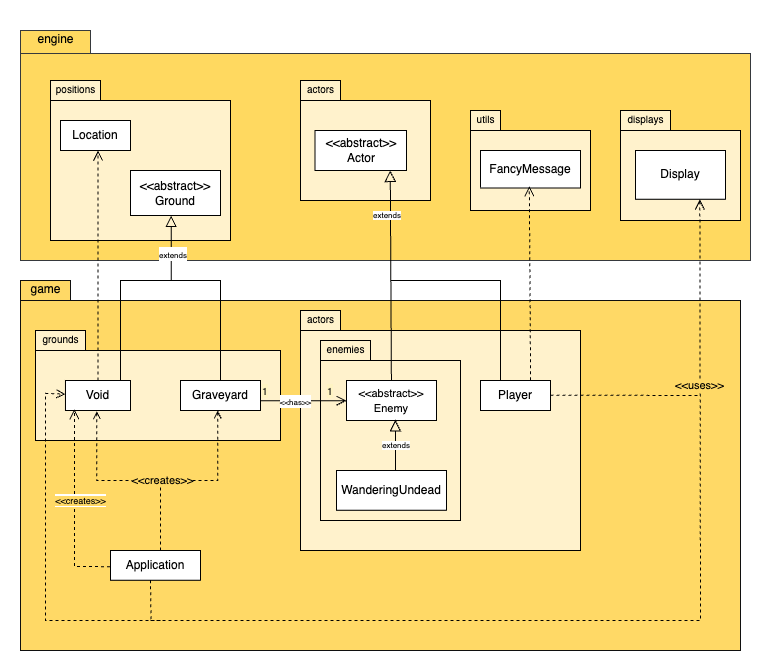 engine
positions
Location
<<abstract>>
Ground
extends
actors
<<abstract>>
Actor
extends
utils
FancyMessage
displays
Display
game
grounds
Void
Graveyard
1
<<has>>
1
actors
enemies
<<abstract>>
Enemy
extends
WanderingUndead
Player
<<uses>>
<<creates>>
<<creates>>
Application